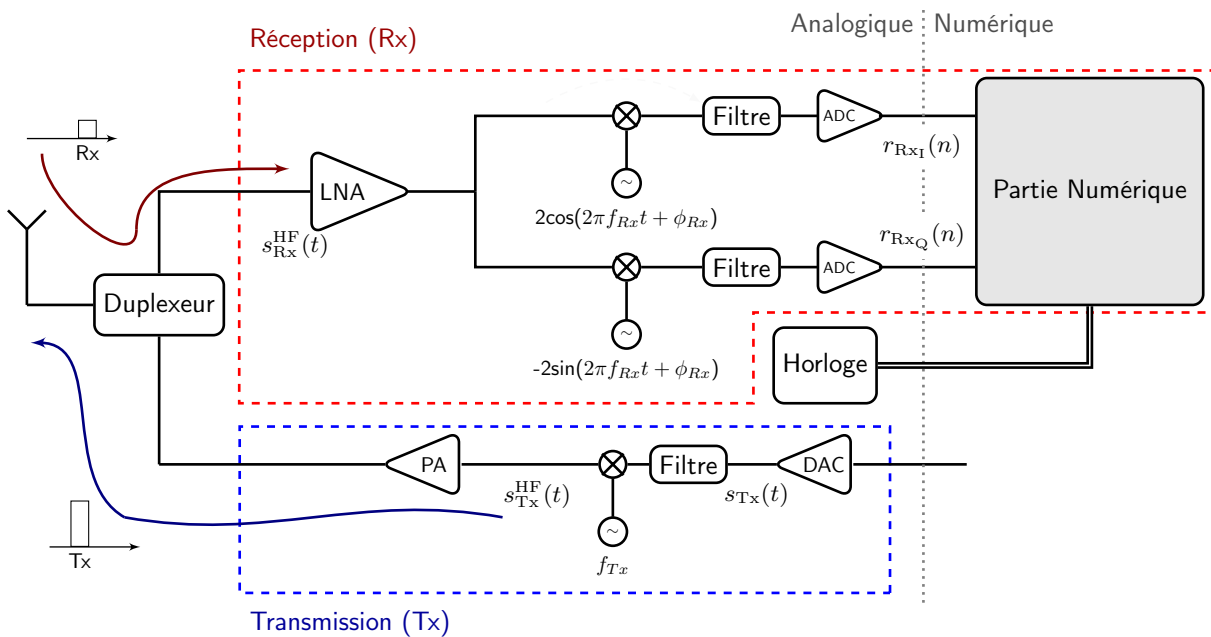 Analogique Numérique
Réception (Rx)
Filtre
ADC
Rx
r_{Rx_I}(n)
LNA
~
Partie Numérique
2cos(2πf_{Rx}t + ϕ_{Rx})
s_{Rx}^{HF}(t)
r_{Rx_Q}(n)
Filtre
ADC
Duplexeur
~
-2sin(2πf_{Rx}t + ϕ_{Rx})
Horloge
PA
Filtre
DAC
s_{Tx}^{HF}(t)
s_{Tx}(t)
~
Tx
f_{Tx}
Transmission (Tx)